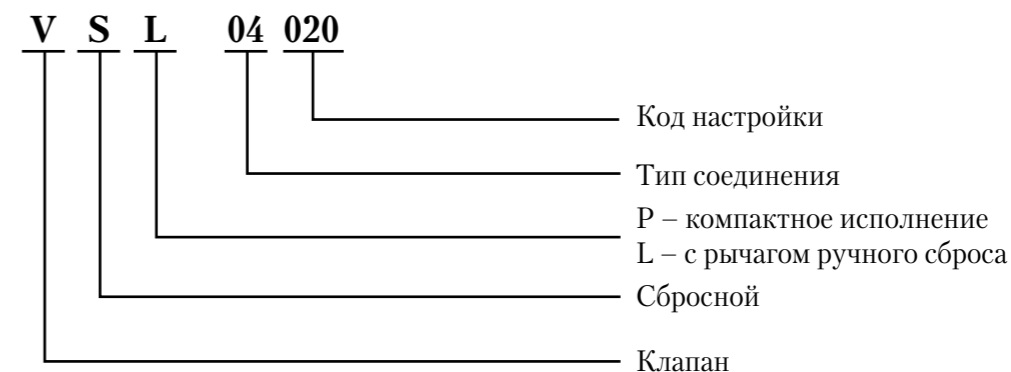 V S L 04 020
Код настройки
Тип соединения
P – компактное исполнение
L – с рычагом ручного сброса
Сбросной
Клапан